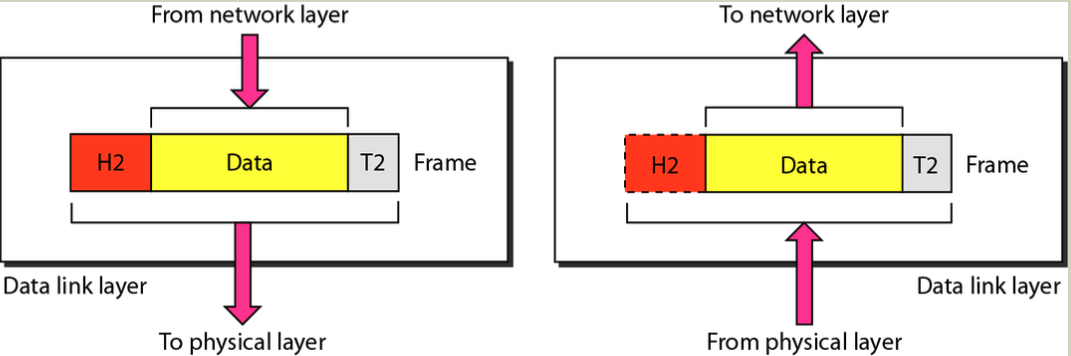 From network layer
To network layer
H2 Data T2 Frame
H2 Data T2 Frame
Data link layer
Data link layer
To physical layer
From physical layer